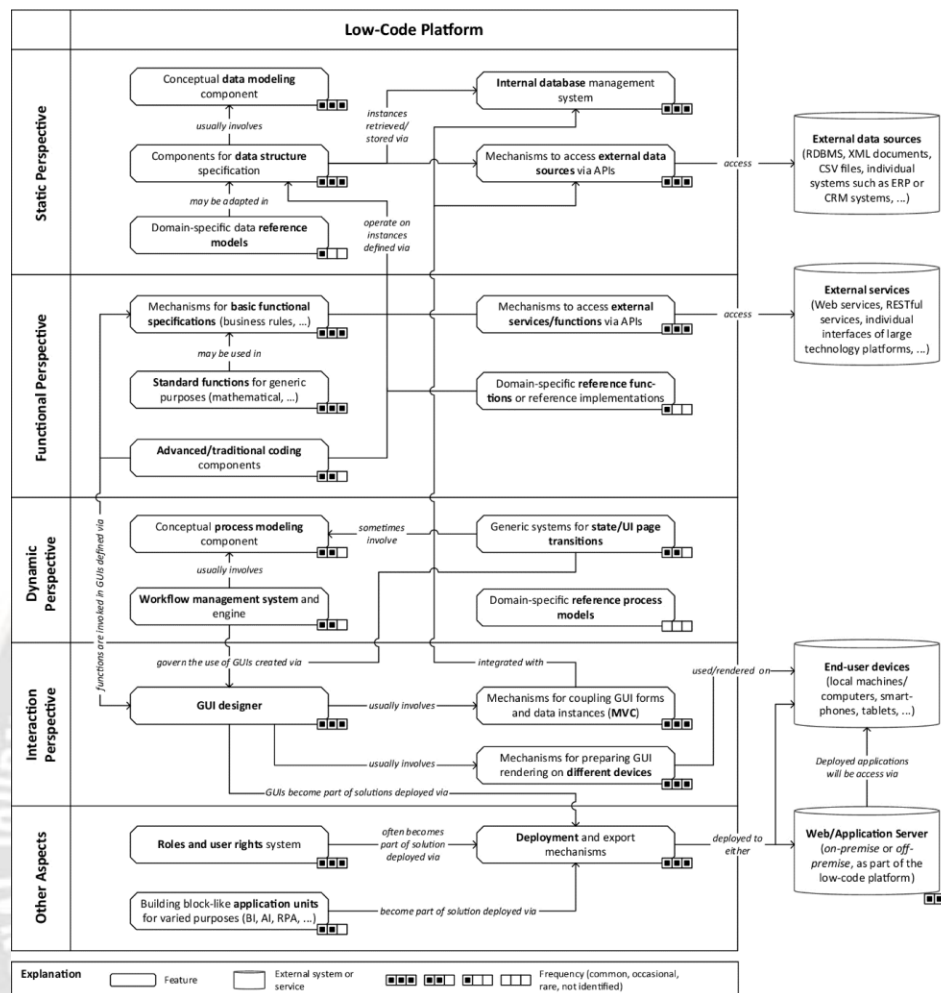 Low-Code Platform
Static Perspective
Conceptual data modeling
component
usually involves
Components for data structure
specification
may be adapted in
Domain-specific data reference
models
instances
retrieved/
stored via
Internal database management
system
Mechanisms to access external data
sources via APIs
operate on
instances
defined via
access
External data sources
(RDBMS, XML documents,
CSV files, individual
systems such as ERP or
CRM systems, ...)
Functional Perspective
Mechanisms for basic functional
specifications (business rules, ...)
may be used in
Standard functions for generic
purposes (mathematical, ...)
Advanced/traditional coding
components
Mechanisms to access external
services/functions via APIs
Domain-specific reference func-
tions or reference implementations
access
External services
(Web services, RESTful
services, individual
interfaces of large
technology platforms, ...)
functions are invoked in GUIs defined via
Dynamic
Perspective
Conceptual process modeling
component
sometimes
involve
Generic systems for state/UI page
transitions
usually involves
Workflow management system and
engine
Domain-specific reference process
models
govern the use of GUIs created via
Interaction
Perspective
integrated with
used/rendered on
GUI designer
usually involves
Mechanisms for coupling GUI forms
and data instances (MVC)
usually involves
Mechanisms for preparing GUI
rendering on different devices
GUIs become part of solutions deployed via
End-user devices
(local machines/
computers, smart-
phones, tablets, ...)
Deployed applications
will be access via
Other Aspects
Roles and user rights system
often becomes
part of solution
deployed via
Deployment and export
mechanisms
deployed to
either
Web/Application Server
(on-premise or off-
premise, as part of the
low-code platform)
Building block-like application units
for varied purposes (BI, AI, RPA, ...)
become part of solution deployed via
Explanation
Feature
External system or
service
Frequency (common, occasional,
rare, not identified)